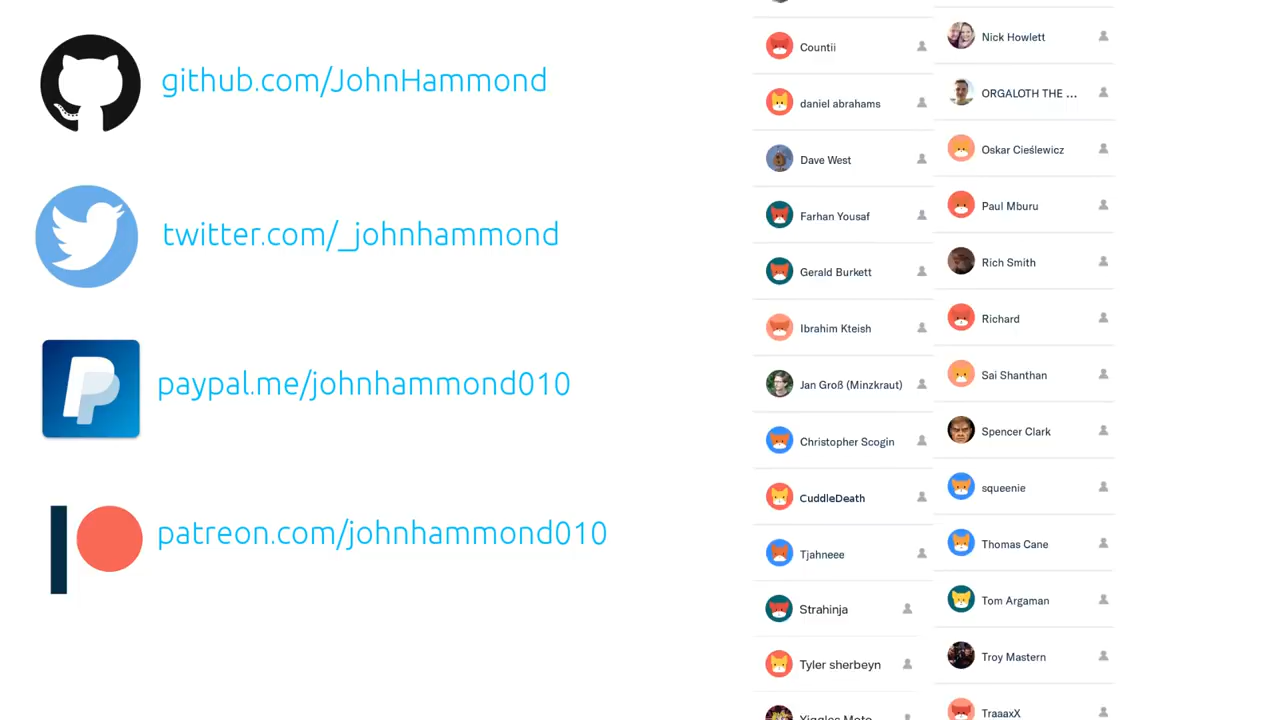 github.com/JohnHammond
twitter.com/_johnhammond
paypal.me/johnhammond010
patreon.com/johnhammond010
Countii
daniel abrahams
Dave West
Farhan Yousaf
Gerald Burkett
Ibrahim Kteish
Jan Groß (Minzkraut)
Christopher Scogin
CuddleDeath
Tjahneee
Strahinja
Tyler sherbeyn
Yiggles Moto
Nick Howlett
ORGALOTH THE ...
Oskar Cieślewicz
Paul Mburu
Rich Smith
Richard
Sai Shanthan
Spencer Clark
squeenie
Thomas Cane
Tom Argaman
Troy Mastern
TraaaxX